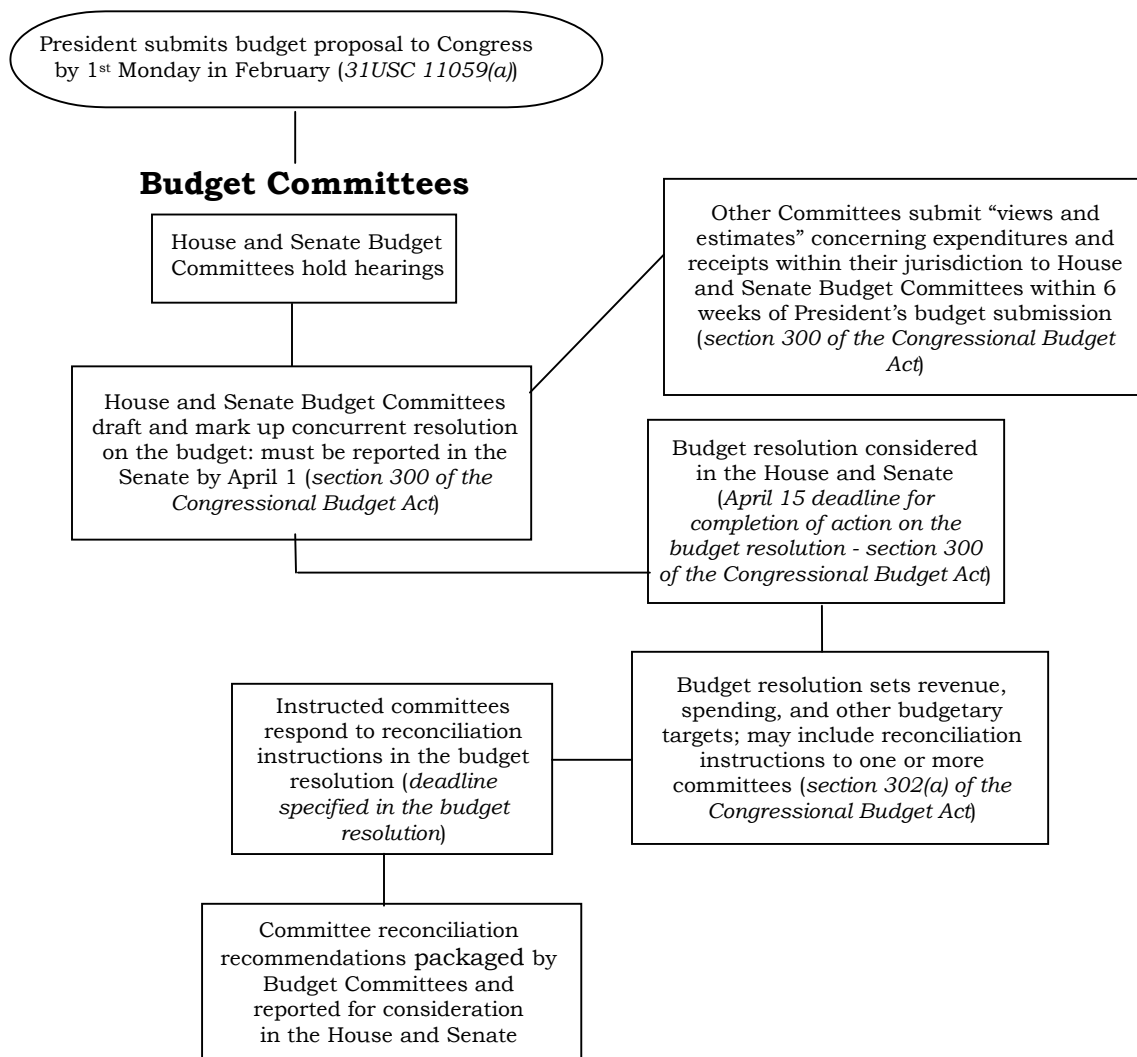 President submits budget proposal to Congress
by 1st Monday in February (31USC 11059(a))
Budget Committees
House and Senate Budget
Committees hold hearings
Other Committees submit “views and
estimates” concerning expenditures and
receipts within their jurisdiction to House
and Senate Budget Committees within 6
weeks of President’s budget submission
(section 300 of the Congressional Budget
Act)
House and Senate Budget Committees
draft and mark up concurrent resolution
on the budget: must be reported in the
Senate by April 1 (section 300 of the
Congressional Budget Act)
Budget resolution considered
in the House and Senate
(April 15 deadline for
completion of action on the
budget resolution - section 300
of the Congressional Budget Act)
Budget resolution sets revenue,
spending, and other budgetary
targets; may include reconciliation
instructions to one or more
committees (section 302(a) of the
Congressional Budget Act)
Instructed committees
respond to reconciliation
instructions in the budget
resolution (deadline
specified in the budget
resolution)
Committee reconciliation
recommendations packaged by
Budget Committees and
reported for consideration
in the House and Senate